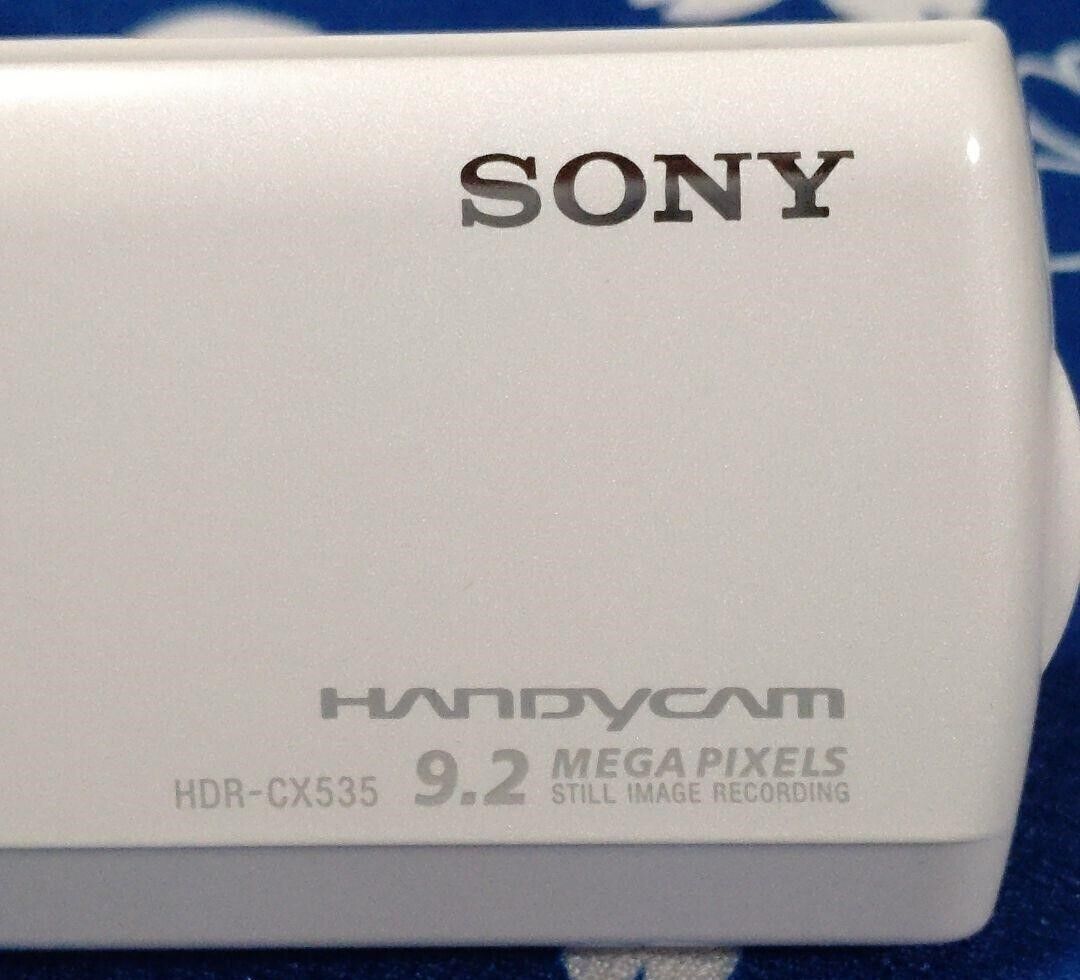 SONY
HANDYCAM
HDR-CX535 9.2 MEGA PIXELS
STILL IMAGE RECORDING